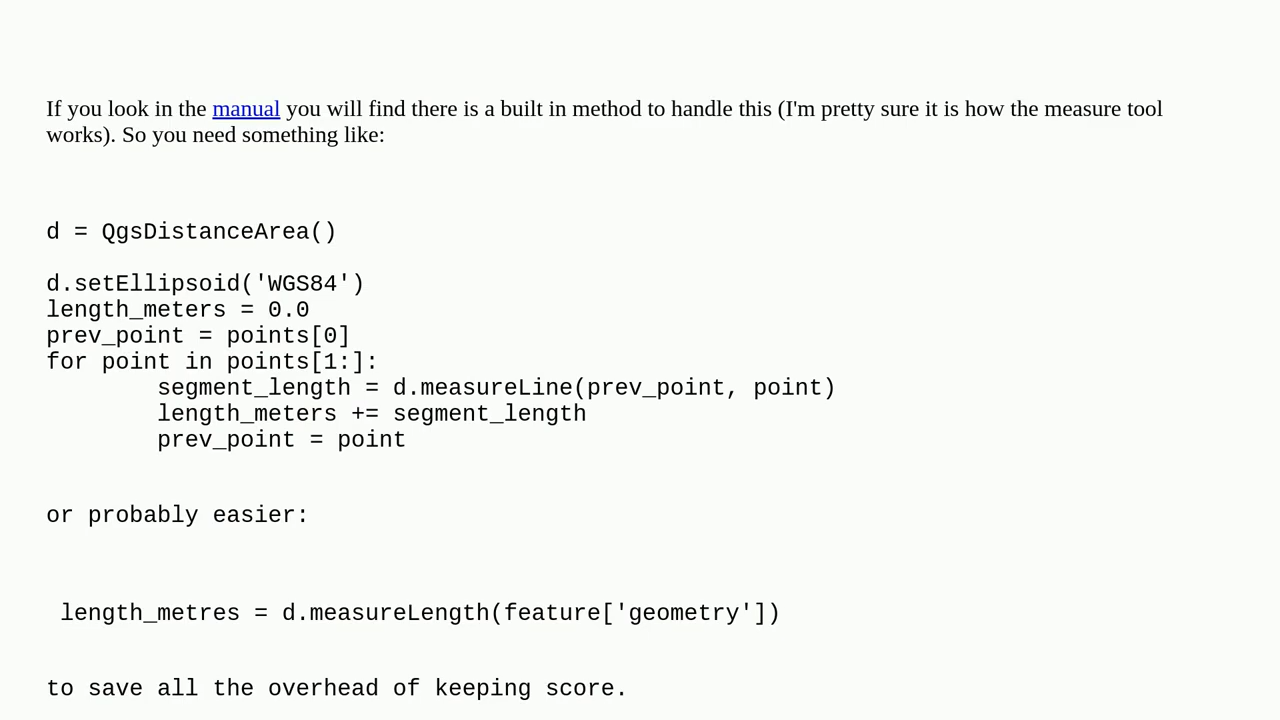 If you look in the manual you will find there is a built in method to handle this (I'm pretty sure it is how the measure tool
works). So you need something like:
d = QgsDistanceArea()
d.setEllipsoid('WGS84')
length_meters = 0.0
prev_point = points[0]
for point in points[1:]:
        segment_length = d.measureLine(prev_point, point)
        length_meters += segment_length
        prev_point = point
or probably easier:
 length_metres = d.measureLength(feature['geometry'])
to save all the overhead of keeping score.